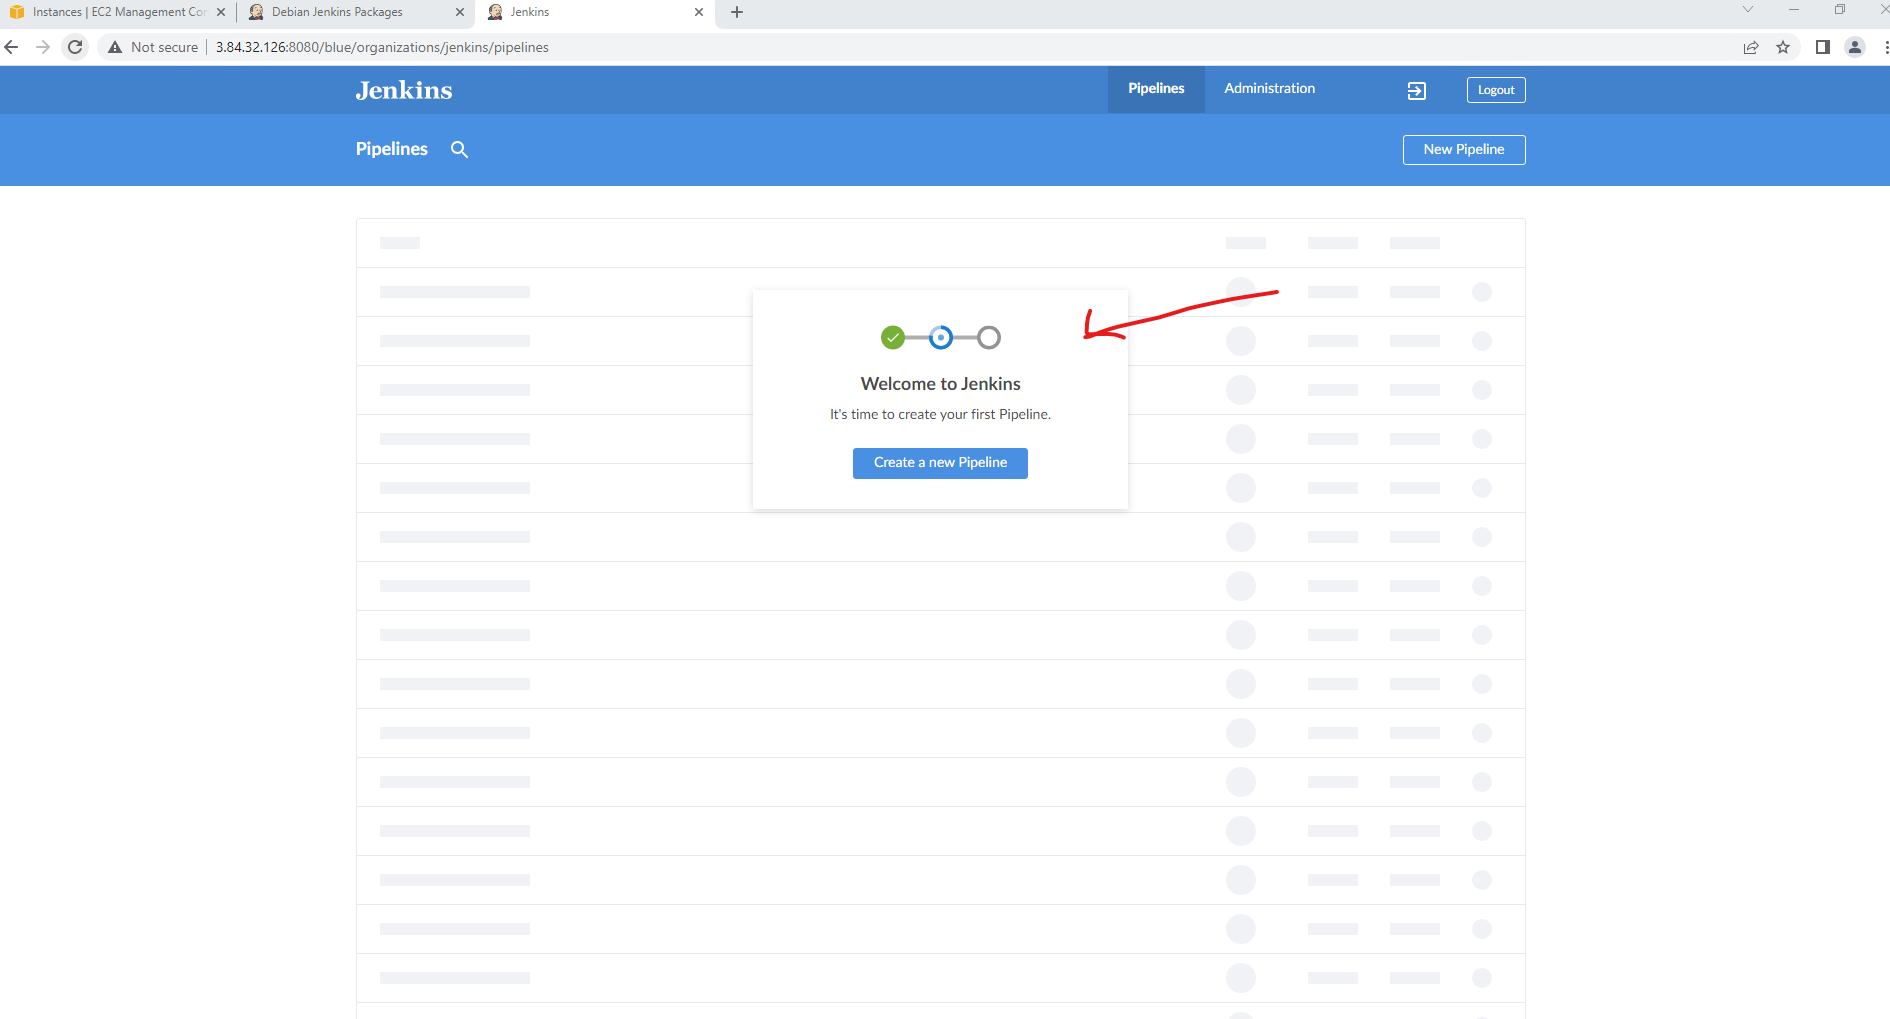 Instances | EC2 Management Cor
Debian Jenkins Packages
Jenkins
Not secure
3.84.32.126:8080/blue/organizations/jenkins/pipelines
Jenkins
Pipelines
Administration
Logout
Pipelines
New Pipeline
Welcome to Jenkins
It's time to create your first Pipeline.
Create a new Pipeline